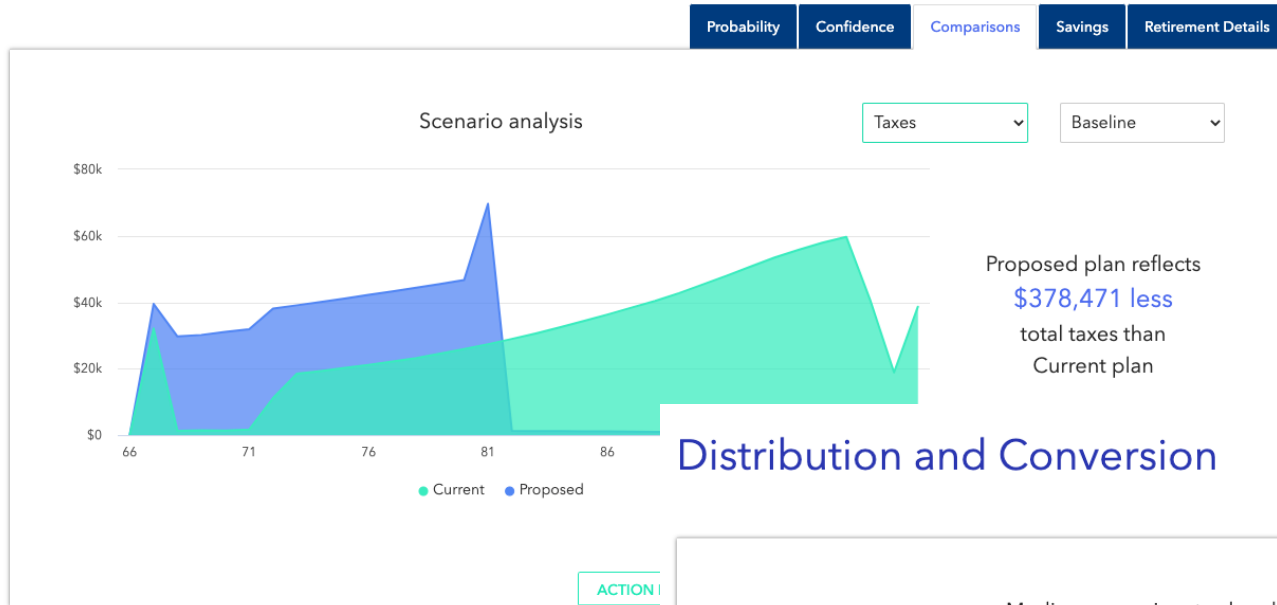 Probability Confidence Comparisons Savings Retirement Details
Scenario analysis
Taxes
Baseline
$80k
$60k
$40k
$20k
$0
66 71 76 81 86
Current Proposed
Proposed plan reflects
$378,471 less
total taxes than
Current plan
Distribution and Conversion
ACTION